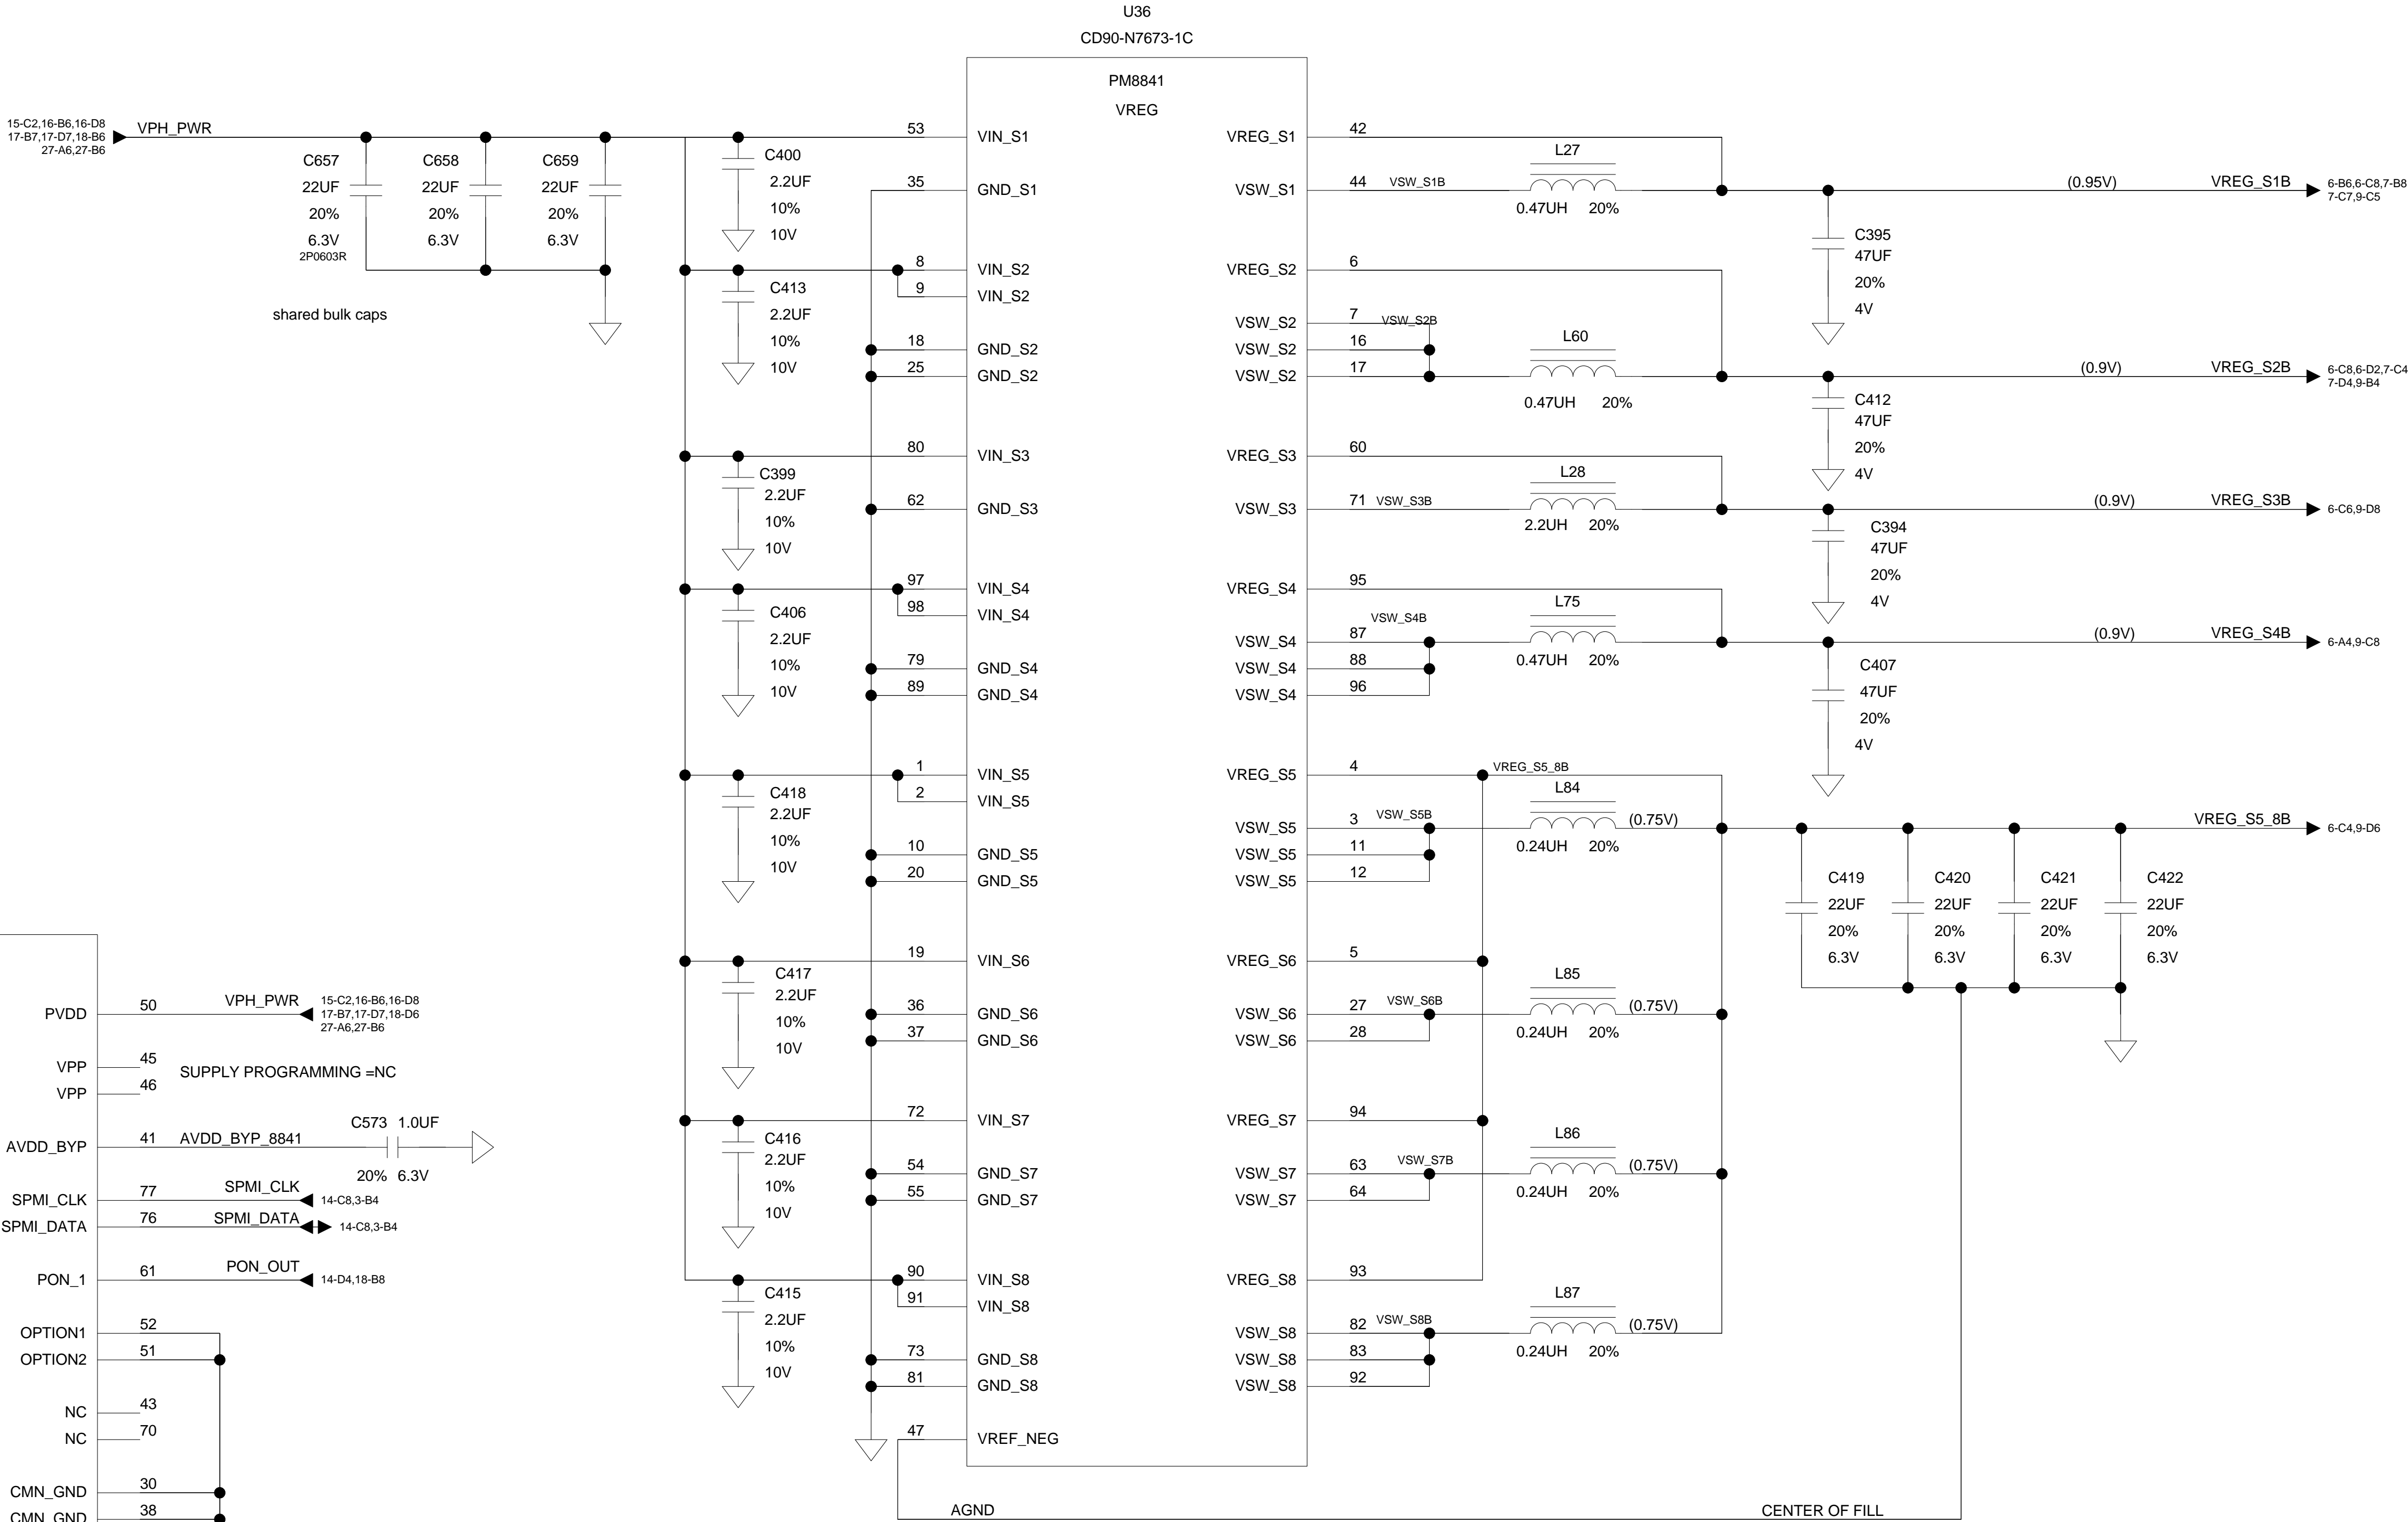 U36
CD90-N7673-1C
PM8841
VREG
15-C2,16-B6,16-D8
17-B7,17-D7,18-B6
27-A6,27-B6
VPH_PWR
C657
22UF
20%
6.3V
2P0603R
C658
22UF
20%
6.3V
C659
22UF
20%
6.3V
shared bulk caps
C400
2.2UF
10%
10V
C413
2.2UF
10%
10V
C399
2.2UF
10%
10V
C406
2.2UF
10%
10V
C418
2.2UF
10%
10V
C417
2.2UF
10%
10V
C416
2.2UF
10%
10V
C415
2.2UF
10%
10V
53 VIN_S1
35 GND_S1
8 VIN_S2
9 VIN_S2
18 GND_S2
25 GND_S2
80 VIN_S3
62 GND_S3
97 VIN_S4
98 VIN_S4
79 GND_S4
89 GND_S4
1 VIN_S5
2 VIN_S5
10 GND_S5
20 GND_S5
19 VIN_S6
36 GND_S6
37 GND_S6
72 VIN_S7
54 GND_S7
55 GND_S7
90 VIN_S8
91 VIN_S8
73 GND_S8
81 GND_S8
47 VREF_NEG
AGND
CENTER OF FILL
VREG_S1 42
VSW_S1 44 VSW_S1B
L27
0.47UH 20%
(0.95V) VREG_S1B
6-B6,6-C8,7-B8
7-C7,9-C5
C395
47UF
20%
4V
VREG_S2 6
VSW_S2 7 VSW_S2B
VSW_S2 16
VSW_S2 17
L60
0.47UH 20%
(0.9V) VREG_S2B
6-C8,6-D2,7-C4
7-D4,9-B4
C412
47UF
20%
4V
VREG_S3 60
VSW_S3 71 VSW_S3B
L28
2.2UH 20%
(0.9V) VREG_S3B
6-C6,9-D8
C394
47UF
20%
4V
VREG_S4 95
VSW_S4B
VSW_S4 87
VSW_S4 88
VSW_S4 96
L75
0.47UH 20%
(0.9V) VREG_S4B
6-A4,9-C8
C407
47UF
20%
4V
VREG_S5 4 VREG_S5_8B
VSW_S5 3 VSW_S5B
VSW_S5 11
VSW_S5 12
L84
(0.75V)
0.24UH 20%
VREG_S5_8B
6-C4,9-D6
C419
22UF
20%
6.3V
C420
22UF
20%
6.3V
C421
22UF
20%
6.3V
C422
22UF
20%
6.3V
VREG_S6 5
VSW_S6 27 VSW_S6B
VSW_S6 28
L85
(0.75V)
0.24UH 20%
VREG_S7 94
VSW_S7 63 VSW_S7B
VSW_S7 64
L86
(0.75V)
0.24UH 20%
VREG_S8 93
VSW_S8 82 VSW_S8B
VSW_S8 83
VSW_S8 92
L87
(0.75V)
0.24UH 20%
PVDD 50 VPH_PWR
15-C2,16-B6,16-D8
17-B7,17-D7,18-D6
27-A6,27-B6
VPP 45
VPP 46
SUPPLY PROGRAMMING =NC
AVDD_BYP 41 AVDD_BYP_8841
C573 1.0UF
20% 6.3V
SPMI_CLK 77 SPMI_CLK 14-C8,3-B4
SPMI_DATA 76 SPMI_DATA 14-C8,3-B4
PON_1 61 PON_OUT 14-D4,18-B8
OPTION1 52
OPTION2 51
NC 43
NC 70
CMN_GND 30
CMN_GND 38